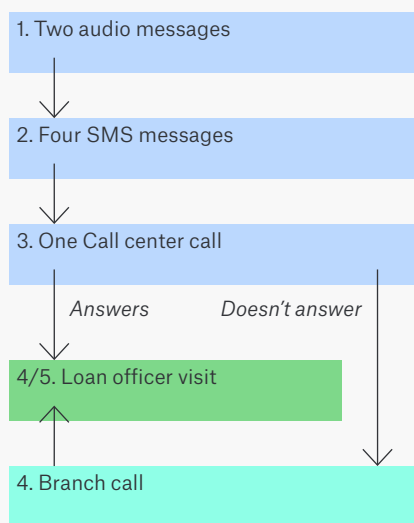 1. Two audio messages
2. Four SMS messages
3. One Call center call
Answers
Doesn't answer
4/5. Loan officer visit
4. Branch call